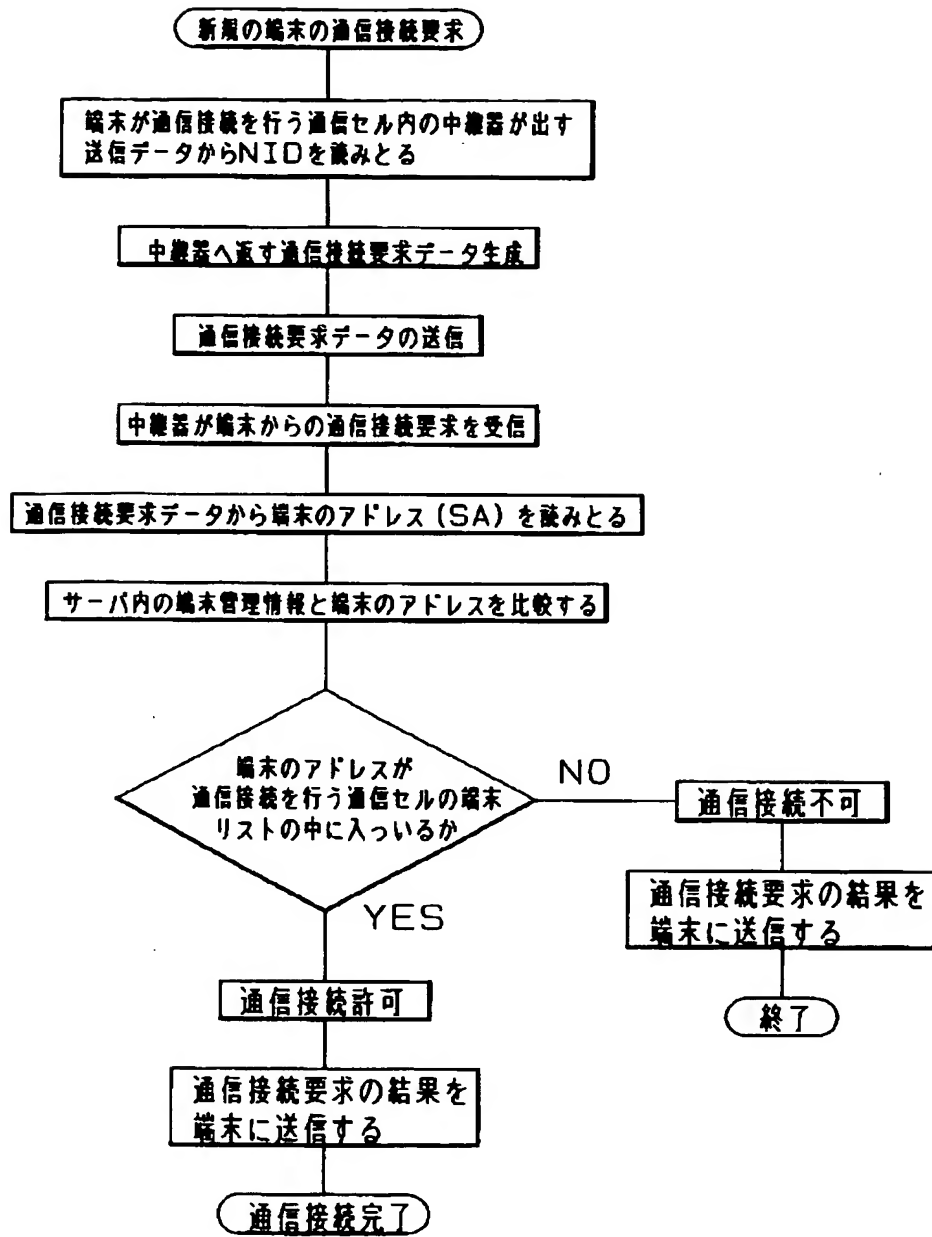 新規の端末の通信接続要求
端末が通信接続を行う通信セル内の中継器が出す
送信データからNIDを読みとる
中継器へ返す通信接続要求データ生成
通信接続要求データの送信
中継器が端末からの通信接続要求を受信
通信接続要求データから端末のアドレス(SA)を読みとる
サーバ内の端末管理情報と端末のアドレスを比較する
端末のアドレスが
通信接続を行う通信セルの端末
リストの中に入っいるか
NO
通信接続不可
通信接続要求の結果を
端末に送信する
終了
YES
通信接続許可
通信接続要求の結果を
端末に送信する
通信接続完了